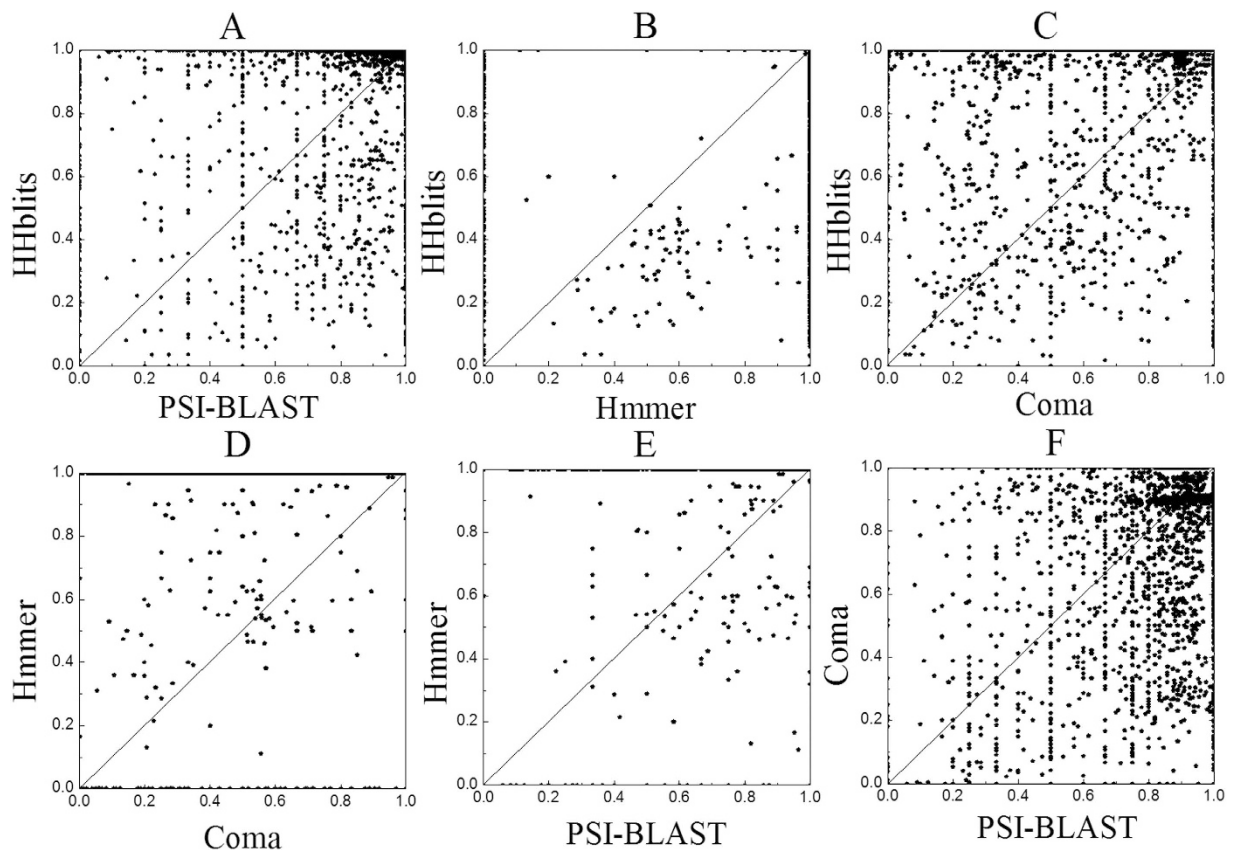 A B C
1.0 1.0 1.0
0.8 0.8 0.8
HHblits HHblits HHblits
0.6 0.6 0.6
0.4 0.4 0.4
0.2 0.2 0.2
0.0 0.0 0.0
0.0 0.2 0.4 0.6 0.8 1.0 0.0 0.2 0.4 0.6 0.8 1.0 0.0 0.2 0.4 0.6 0.8 1.0
PSI-BLAST Hmmer Coma
D E F
1.0 1.0 1.0
0.8 0.8 0.8
Hmmer Hmmer Coma
0.6 0.6 0.6
0.4 0.4 0.4
0.2 0.2 0.2
0.0 0.0 0.0
0.0 0.2 0.4 0.6 0.8 1.0 0.0 0.2 0.4 0.6 0.8 1.0 0.0 0.2 0.4 0.6 0.8 1.0
Coma PSI-BLAST PSI-BLAST